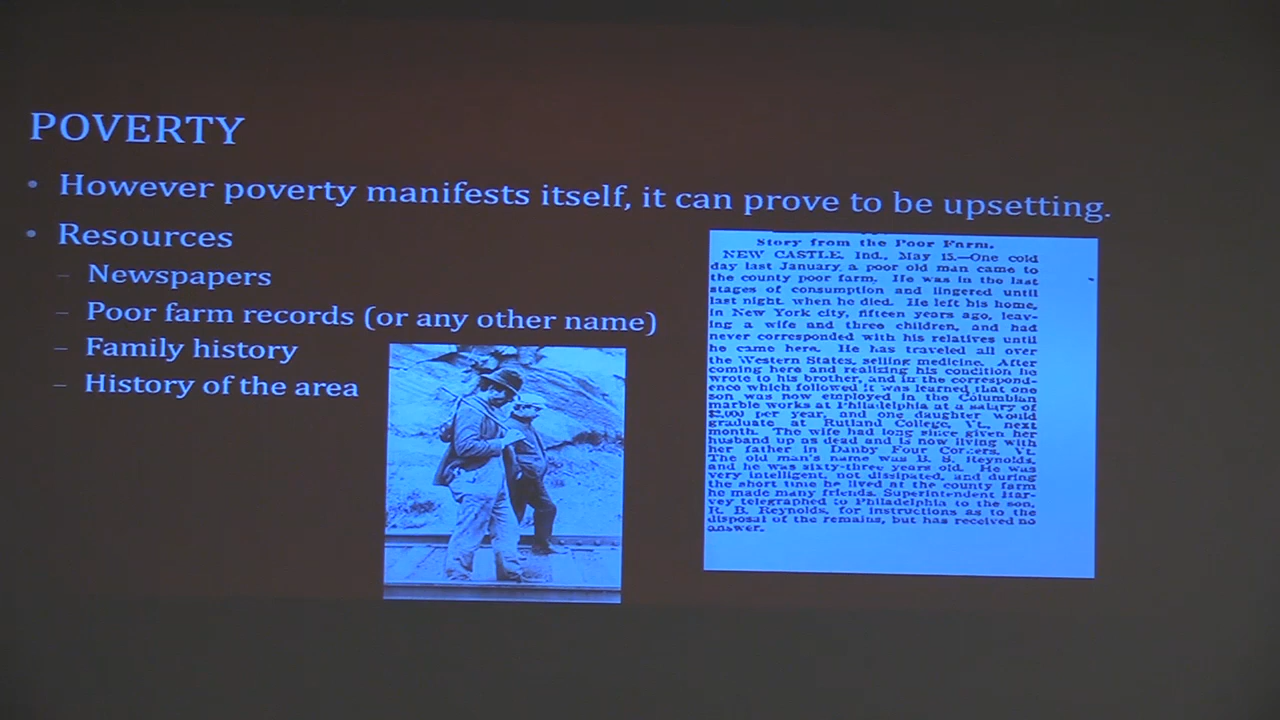 POVERTY
• However poverty manifests itself, it can prove to be upsetting.
• Resources
– Newspapers
– Poor farm records (or any other name)
– Family history
– History of the area
Story from the Poor Farm.
NEW CASTLE, Ind., May 15.—One cold
day last January, a poor old man came to
the county poor farm. He was in the last
stages of consumption and lingered until
last night, when he died. He left his home,
in New York city, fifteen years ago, leav-
ing a wife and three children, and had
never corresponded with his relatives until
he came here. He has traveled all over
the Western States, selling medicine. After
coming here and realizing his condition he
wrote to his brother, and in the correspond-
ence which followed it was learned that one
son was now employed in the Columbian
marble works at Philadelphia at a salary of
$2,000 per year, and one daughter would
graduate at Rutland College, Vt., next
month. The wife had long since given her
husband up as dead and is now living with
her father in Danby Four Corners, Vt.
The old man's name was B. S. Reynolds,
and he was sixty-three years old. He was
very intelligent, not dissipated, and during
the short time he lived at the county farm
he made many friends. Superintendent Har-
vey telegraphed to Philadelphia to the son,
R. B. Reynolds, for instructions as to the
disposal of the remains, but has received no
answer.